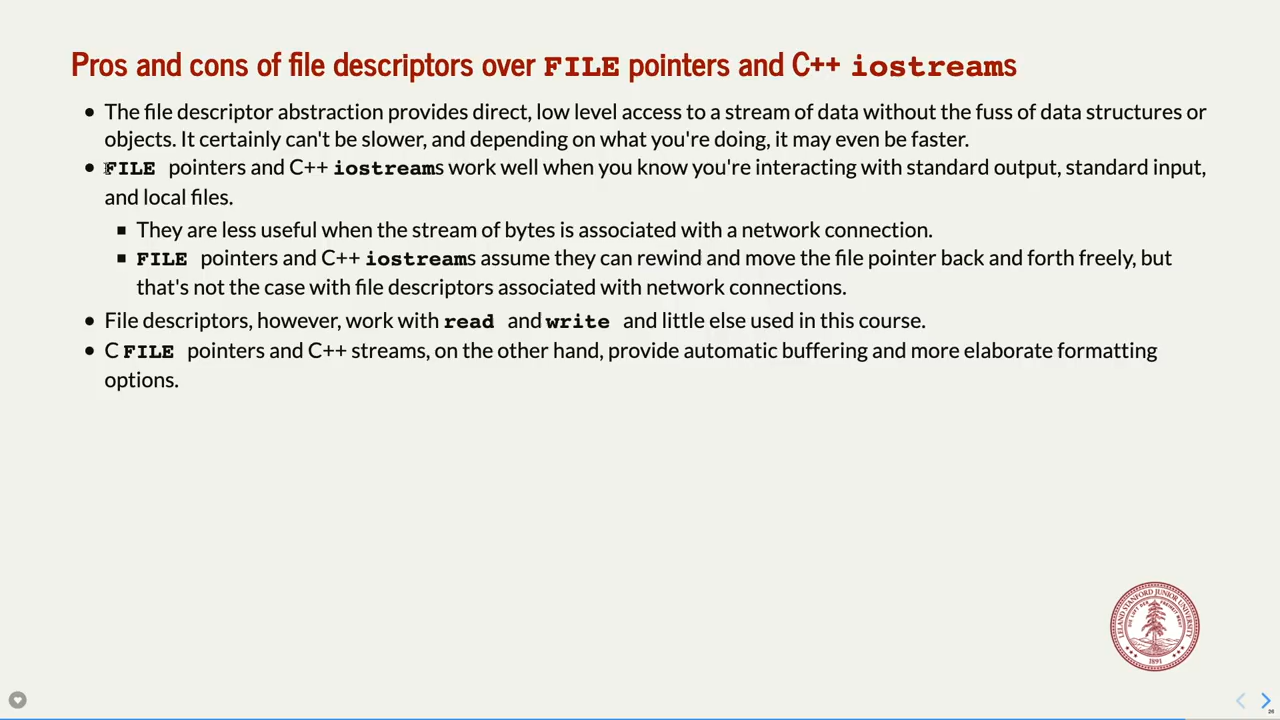 Pros and cons of file descriptors over FILE pointers and C++ iostreams
• The file descriptor abstraction provides direct, low level access to a stream of data without the fuss of data structures or
objects. It certainly can't be slower, and depending on what you're doing, it may even be faster.
• FILE pointers and C++ iostreams work well when you know you're interacting with standard output, standard input,
and local files.
▪ They are less useful when the stream of bytes is associated with a network connection.
▪ FILE pointers and C++ iostreams assume they can rewind and move the file pointer back and forth freely, but
that's not the case with file descriptors associated with network connections.
• File descriptors, however, work with read and write and little else used in this course.
• C FILE pointers and C++ streams, on the other hand, provide automatic buffering and more elaborate formatting
options.
LELAND STANFORD JUNIOR UNIVERSITY
1891
26